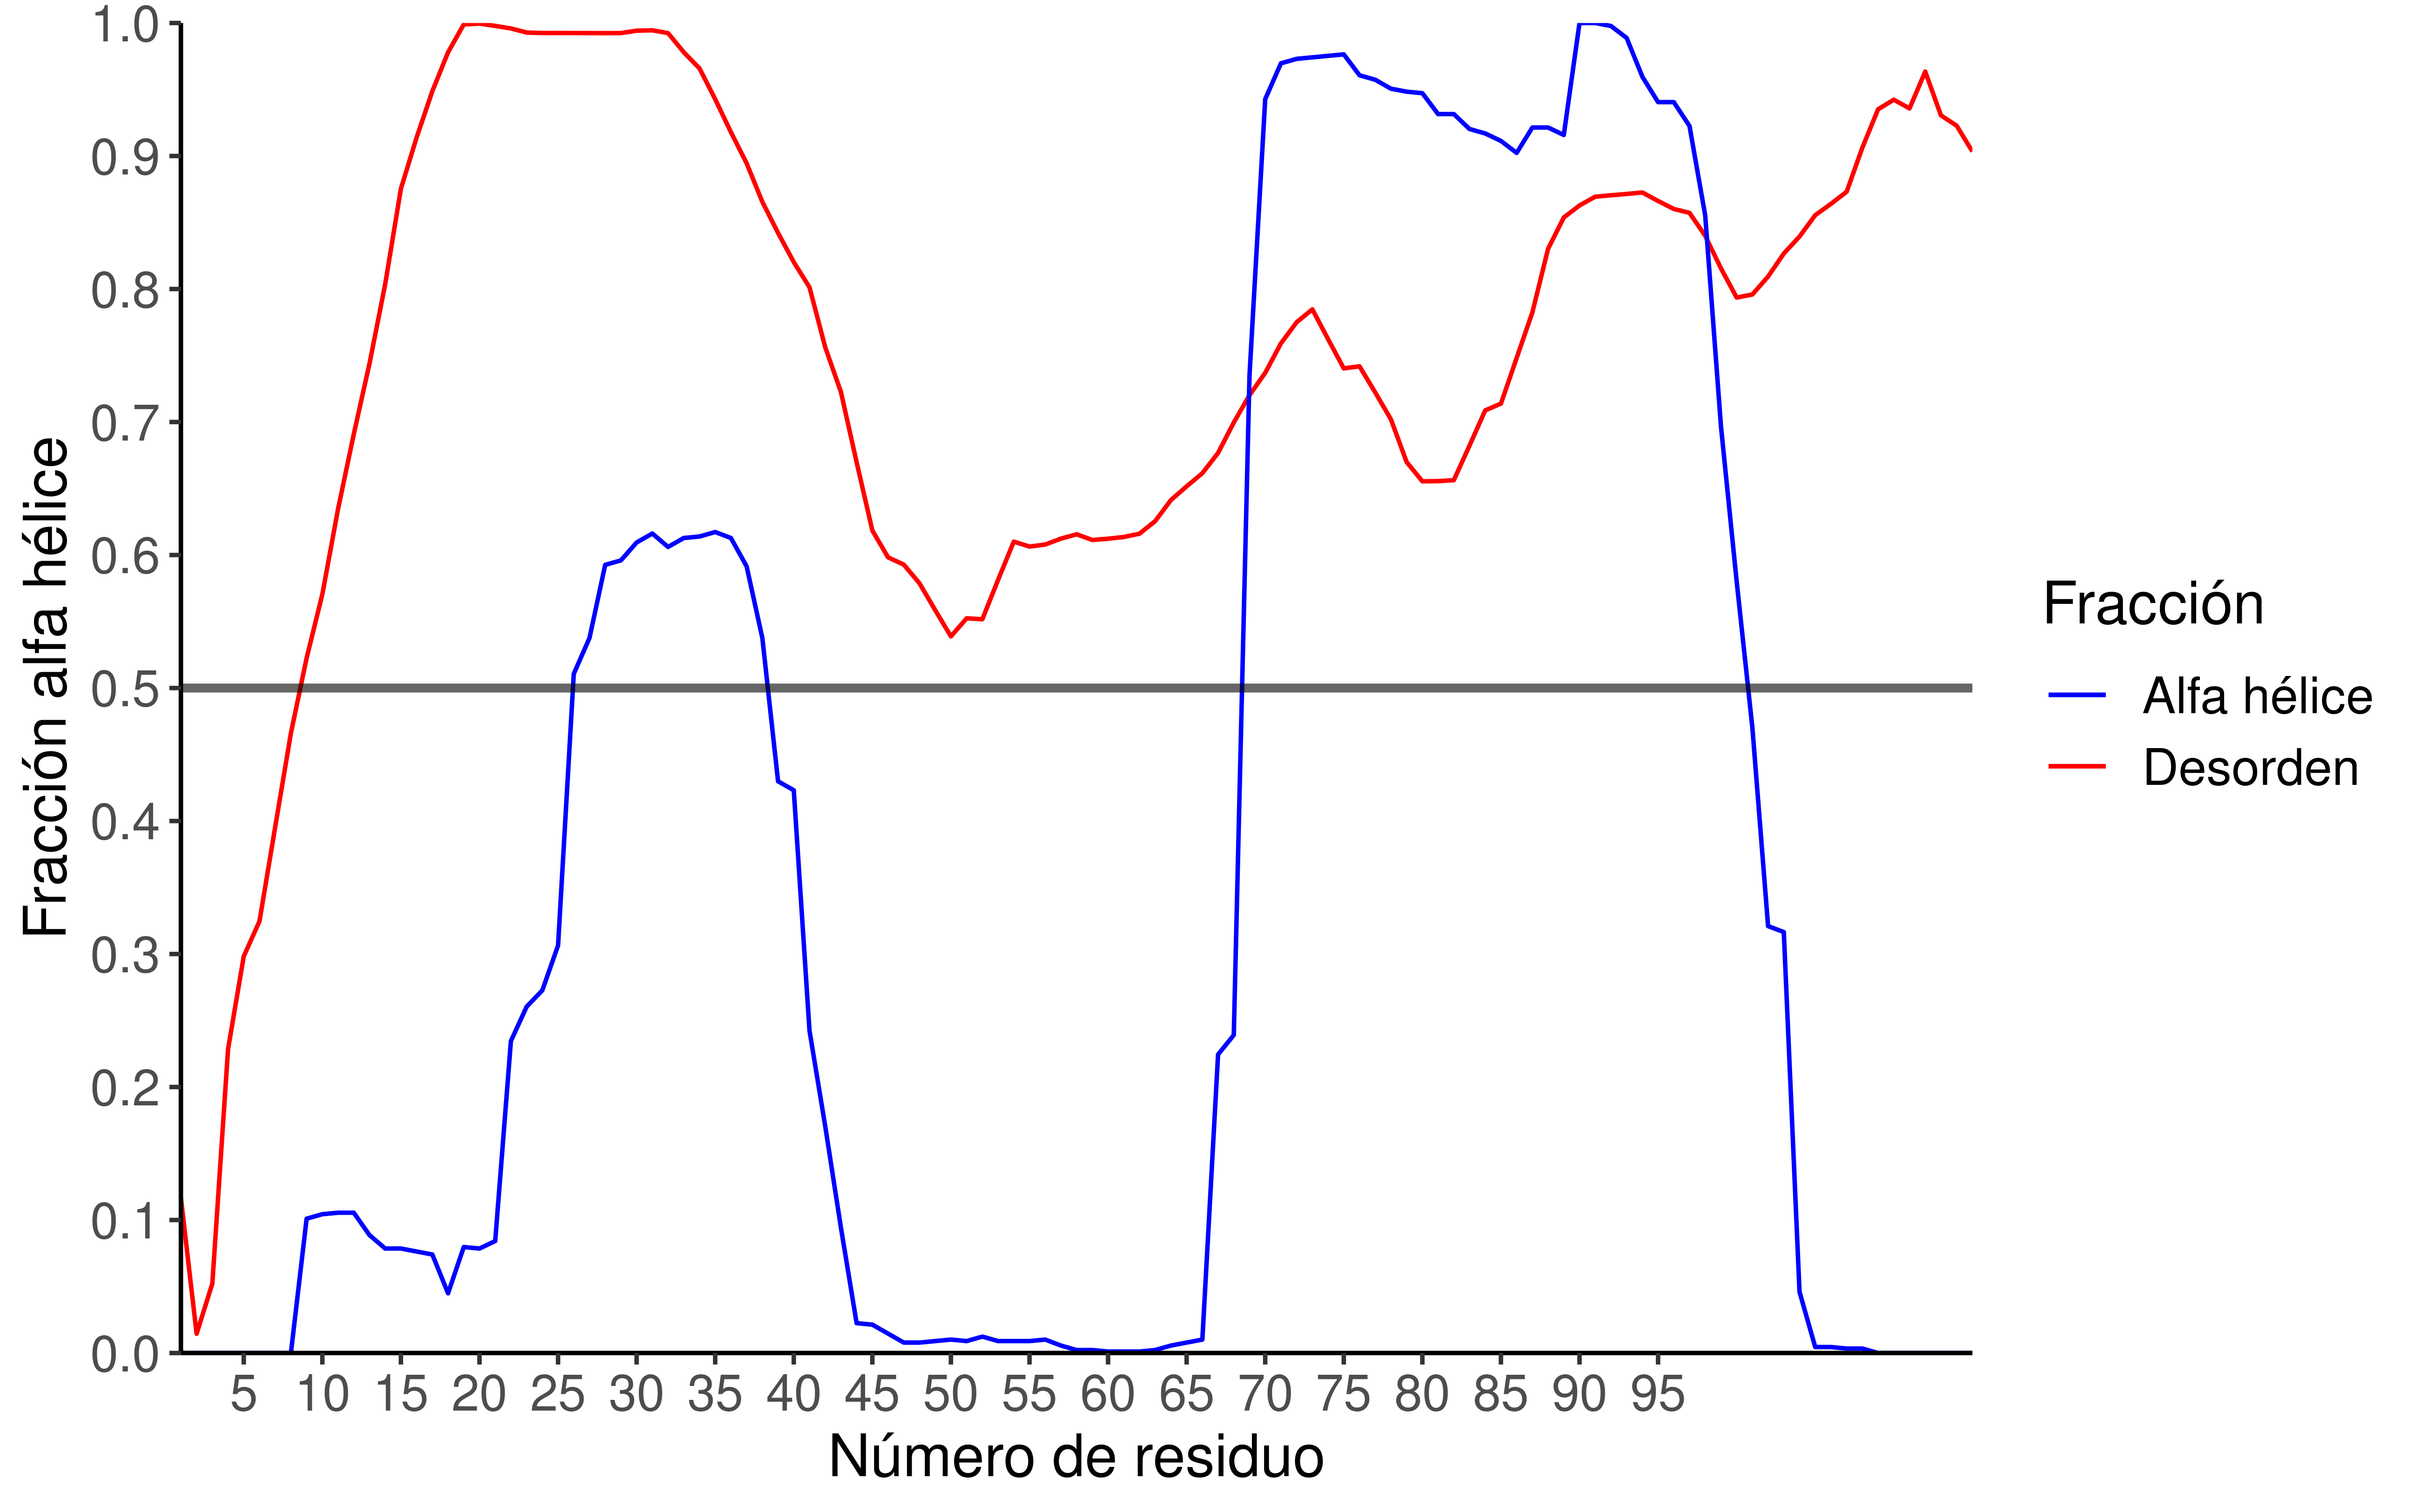 Fracción alfa hélice
1.0
0.9
0.8
0.7
0.6
0.5
0.4
0.3
0.2
0.1
0.0
5 10 15 20 25 30 35 40 45 50 55 60 65 70 75 80 85 90 95
Número de residuo
Fracción
Alfa hélice
Desorden